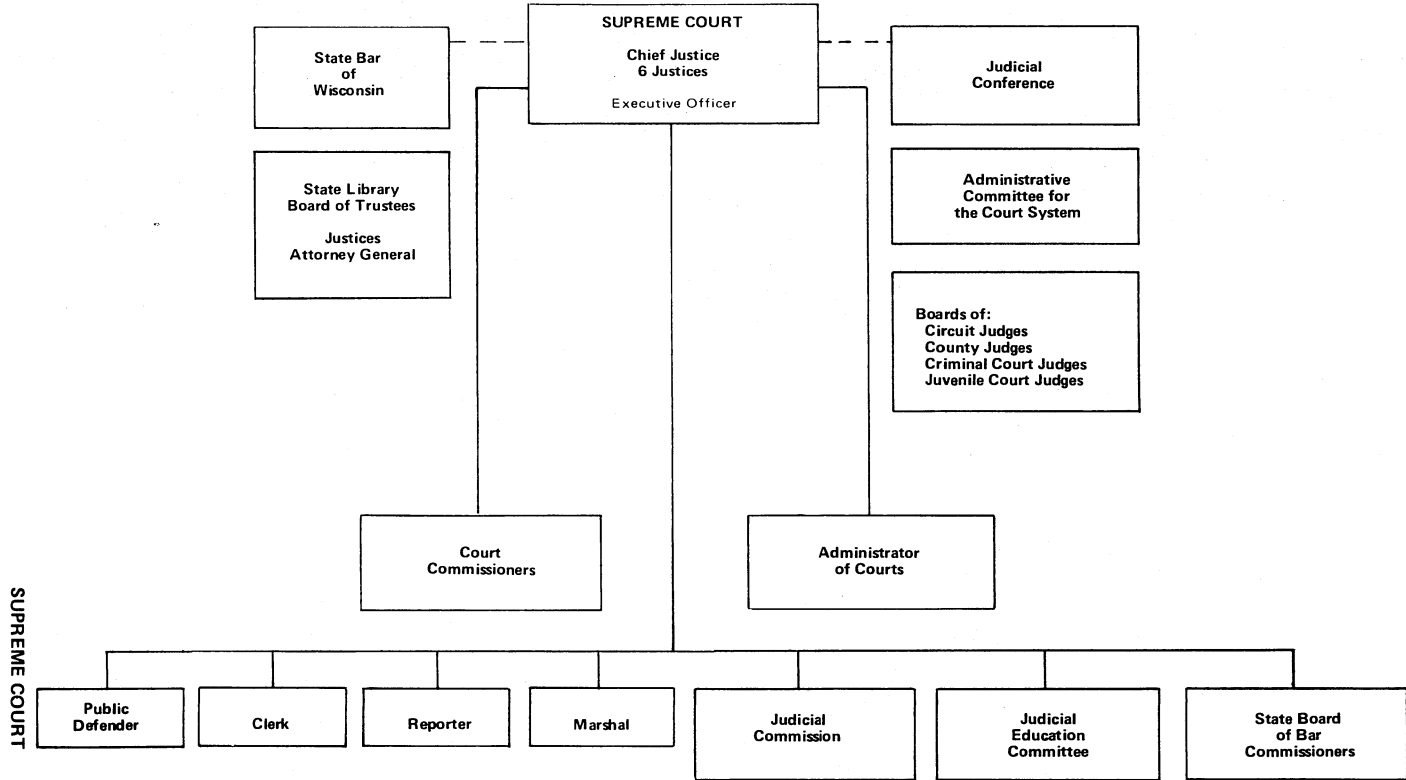 SUPREME COURT
Chief Justice
6 Justices
Executive Officer
State Bar
of
Wisconsin
Judicial
Conference
State Library
Board of Trustees
Justices
Attorney General
Administrative
Committee for
the Court System
Boards of:
Circuit Judges
County Judges
Criminal Court Judges
Juvenile Court Judges
Court
Commissioners
Administrator
of Courts
SUPREME COURT
Public
Defender
Clerk
Reporter
Marshal
Judicial
Commission
Judicial
Education
Committee
State Board
of Bar
Commissioners